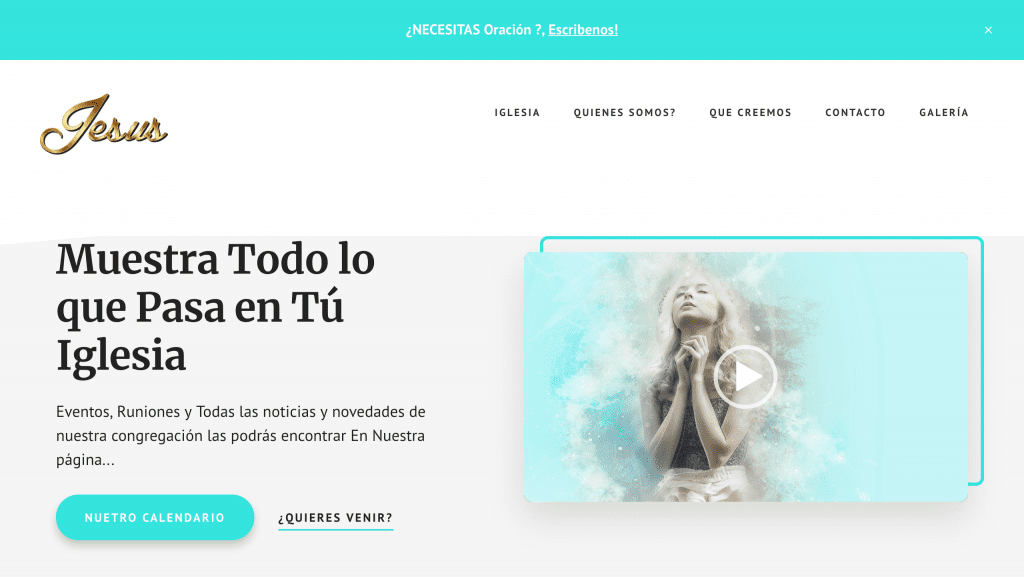 ¿NECESITAS Oración ?, Escribenos!
×
Jesus
IGLESIA QUIENES SOMOS? QUE CREEMOS CONTACTO GALERÍA
Muestra Todo lo
que Pasa en Tú
Iglesia
Eventos, Runiones y Todas las noticias y novedades de
nuestra congregación las podrás encontrar En Nuestra
página...
NUETRO CALENDARIO
¿QUIERES VENIR?